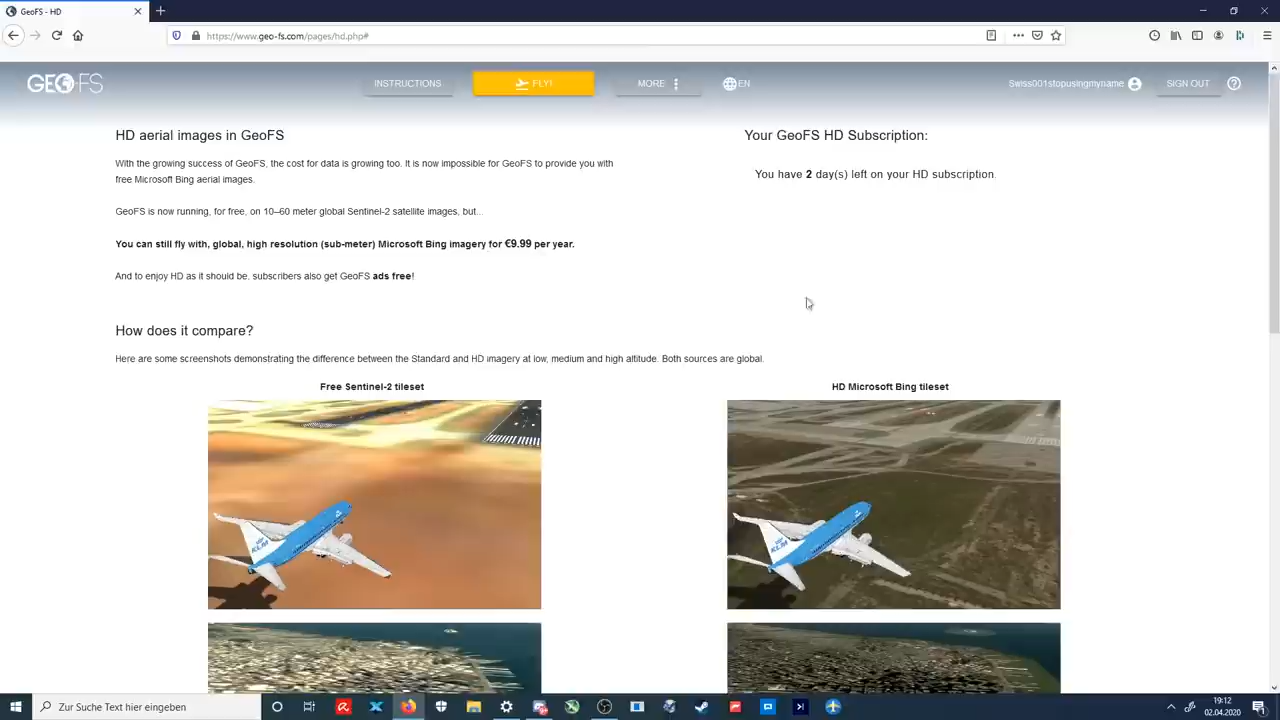 GeoFS - HD
https://www.geo-fs.com/pages/hd.php#
GEOFS
INSTRUCTIONS
FLY!
MORE
EN
Swiss001stopusingmyname
SIGN OUT
HD aerial images in GeoFS
With the growing success of GeoFS, the cost for data is growing too. It is now impossible for GeoFS to provide you with
free Microsoft Bing aerial images.
GeoFS is now running, for free, on 10–60 meter global Sentinel-2 satellite images, but...
You can still fly with, global, high resolution (sub-meter) Microsoft Bing imagery for €9.99 per year.
And to enjoy HD as it should be, subscribers also get GeoFS ads free!
Your GeoFS HD Subscription:
You have 2 day(s) left on your HD subscription.
How does it compare?
Here are some screenshots demonstrating the difference between the Standard and HD imagery at low, medium and high altitude. Both sources are global.
Free Sentinel-2 tileset
HD Microsoft Bing tileset
KLM
KLM
Zur Suche Text hier eingeben
19:12
02.04.2020